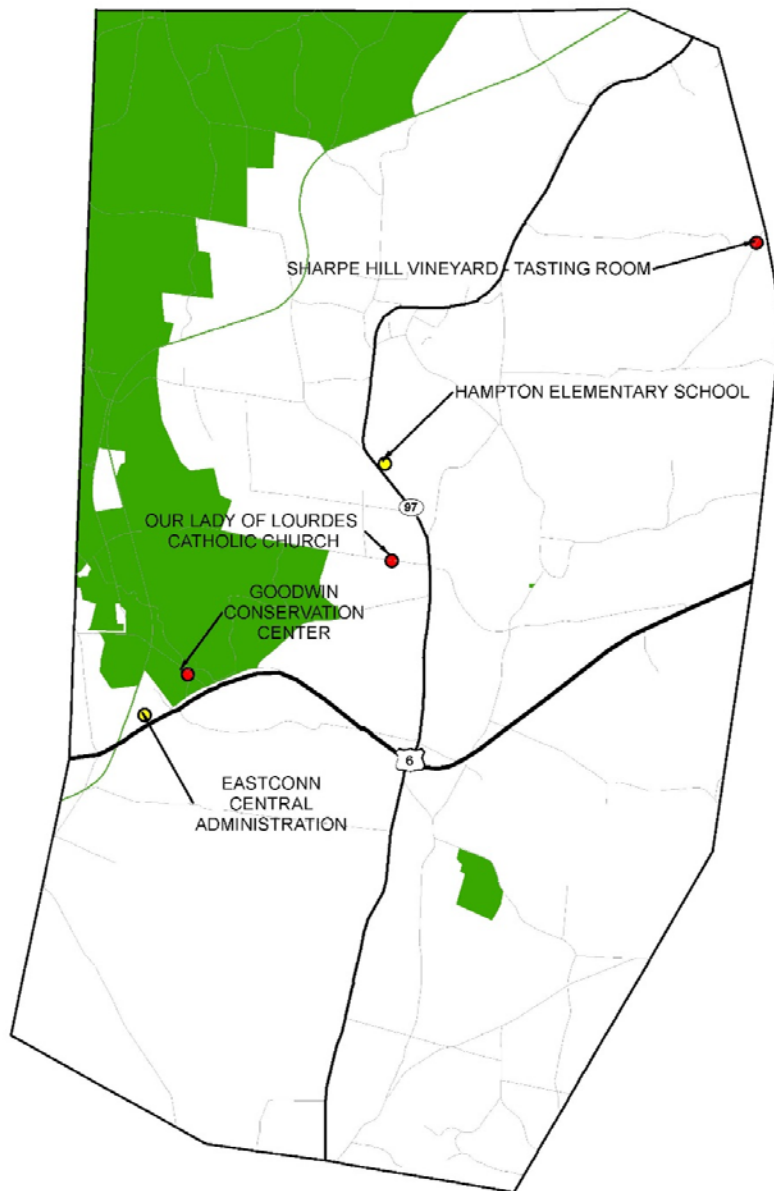 SHARPE HILL VINEYARD - TASTING ROOM
HAMPTON ELEMENTARY SCHOOL
97
OUR LADY OF LOURDES
CATHOLIC CHURCH
GOODWIN
CONSERVATION
CENTER
6
EASTCONN
CENTRAL
ADMINISTRATION